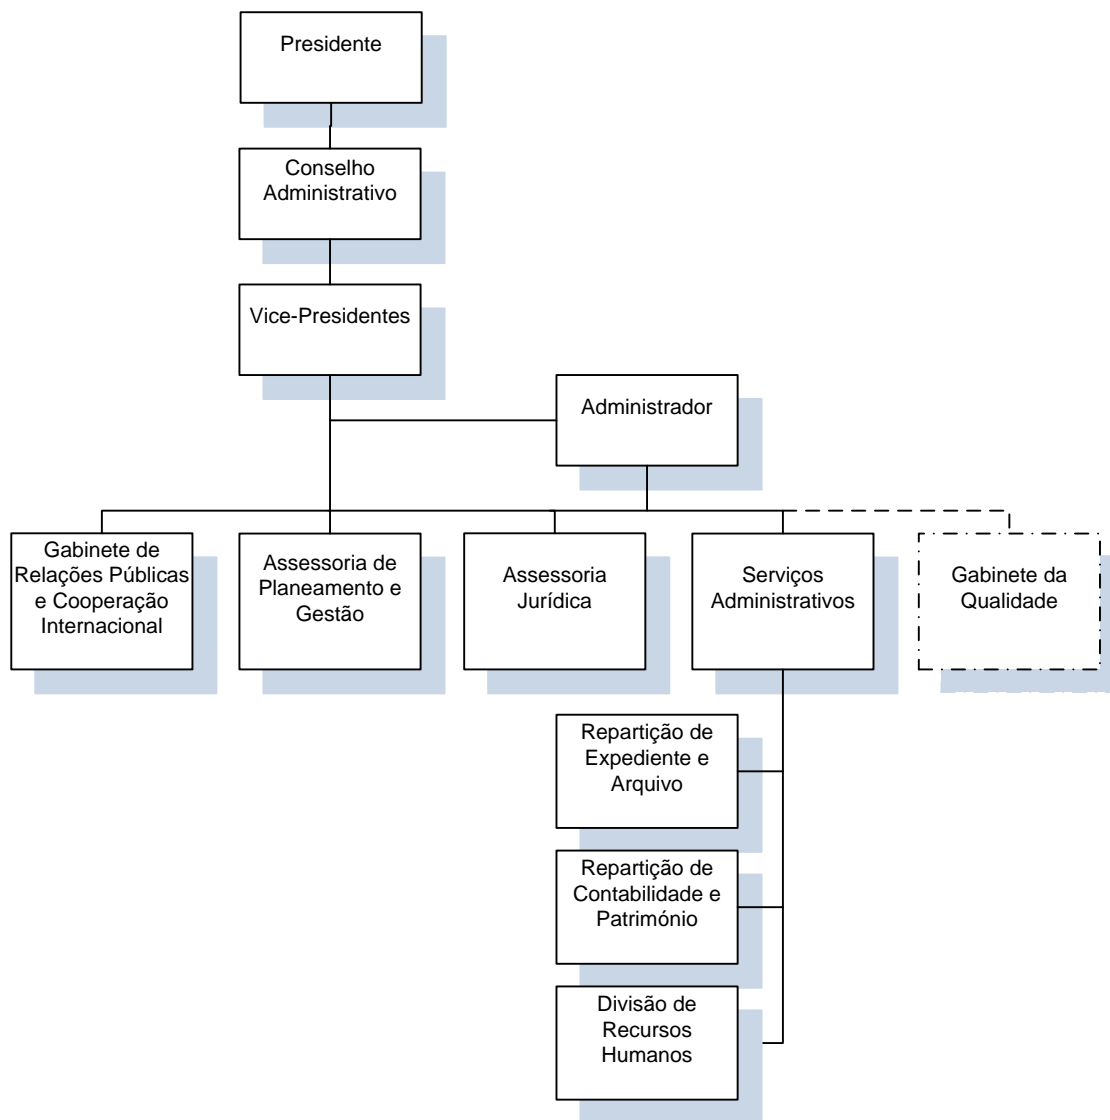 Presidente
Conselho
Administrativo
Vice-Presidentes
Administrador
Gabinete de
Relações Públicas
e Cooperação
Internacional
Assessoria de
Planeamento e
Gestão
Assessoria
Jurídica
Serviços
Administrativos
Gabinete da
Qualidade
Repartição de
Expediente e
Arquivo
Repartição de
Contabilidade e
Património
Divisão de
Recursos
Humanos